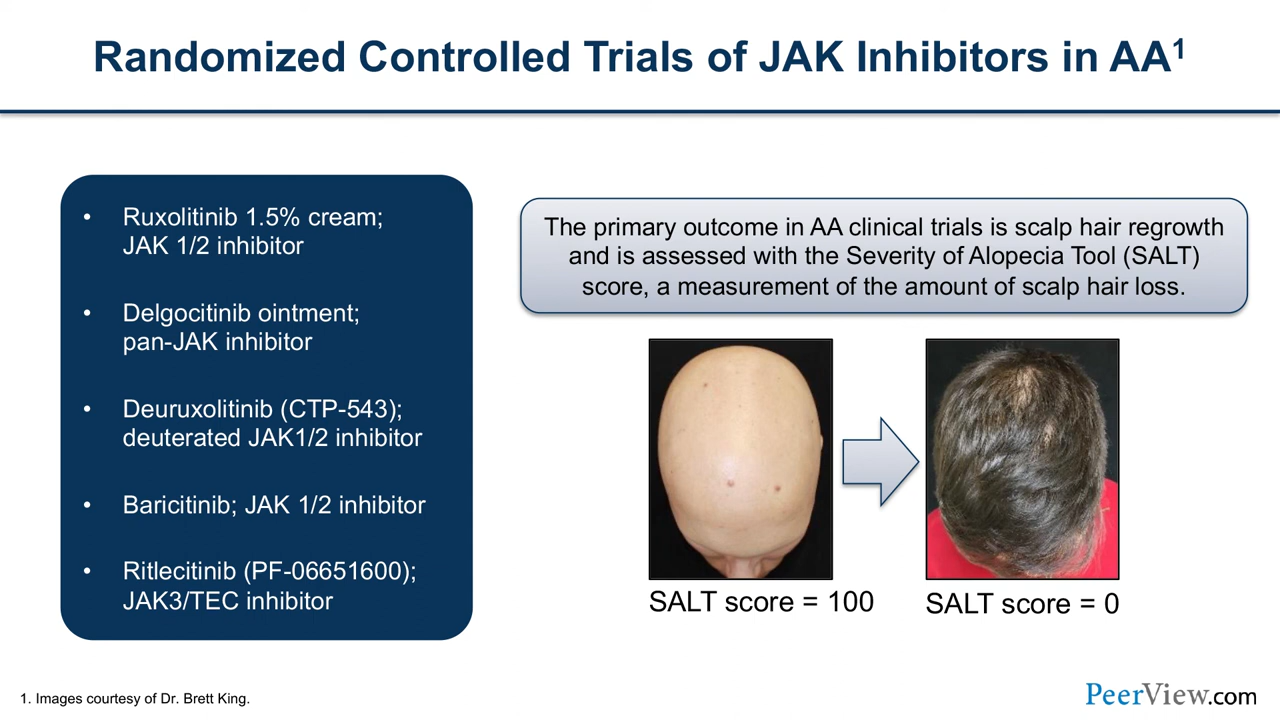 Randomized Controlled Trials of JAK Inhibitors in AA¹
• Ruxolitinib 1.5% cream;
JAK 1/2 inhibitor
• Delgocitinib ointment;
pan-JAK inhibitor
• Deuruxolitinib (CTP-543);
deuterated JAK1/2 inhibitor
• Baricitinib; JAK 1/2 inhibitor
• Ritlecitinib (PF-06651600);
JAK3/TEC inhibitor
The primary outcome in AA clinical trials is scalp hair regrowth
and is assessed with the Severity of Alopecia Tool (SALT)
score, a measurement of the amount of scalp hair loss.
SALT score = 100
SALT score = 0
1. Images courtesy of Dr. Brett King.
PeerView.com